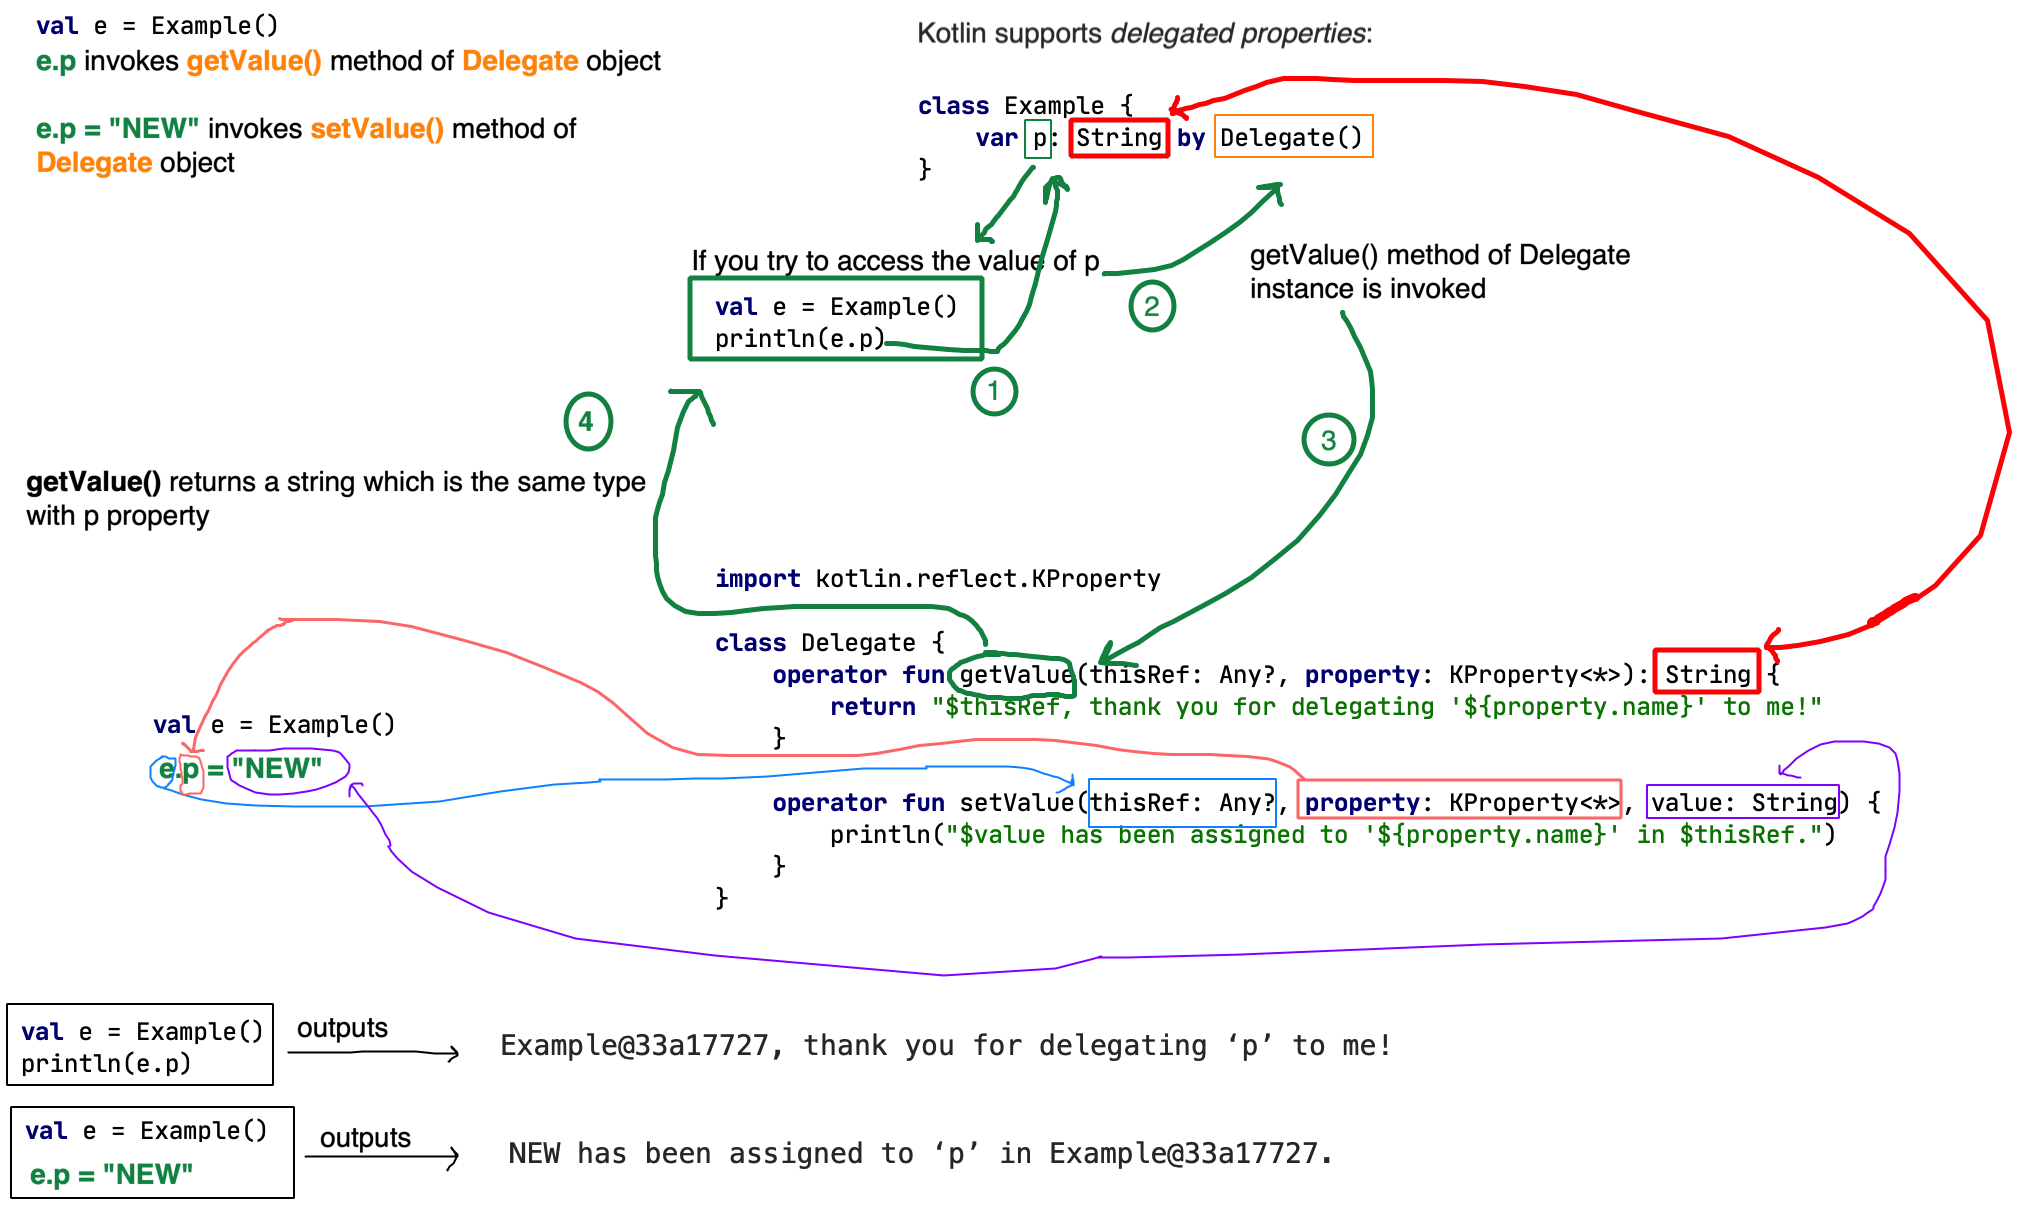 val e = Example()
e.p invokes getValue() method of Delegate object
e.p = "NEW" invokes setValue() method of
Delegate object
Kotlin supports delegated properties:
class Example {
var p: String by Delegate()
}
If you try to access the value of p
val e = Example()
println(e.p)
1
2
getValue() method of Delegate
instance is invoked
3
4
getValue() returns a string which is the same type
with p property
import kotlin.reflect.KProperty
class Delegate {
operator fun getValue(thisRef: Any?, property: KProperty<*>): String {
return "$thisRef, thank you for delegating '${property.name}' to me!"
}
operator fun setValue(thisRef: Any?, property: KProperty<*>, value: String) {
println("$value has been assigned to '${property.name}' in $thisRef.")
}
}
val e = Example()
e.p = "NEW"
val e = Example()
println(e.p)
outputs
Example@33a17727, thank you for delegating ‘p’ to me!
val e = Example()
e.p = "NEW"
outputs
NEW has been assigned to ‘p’ in Example@33a17727.